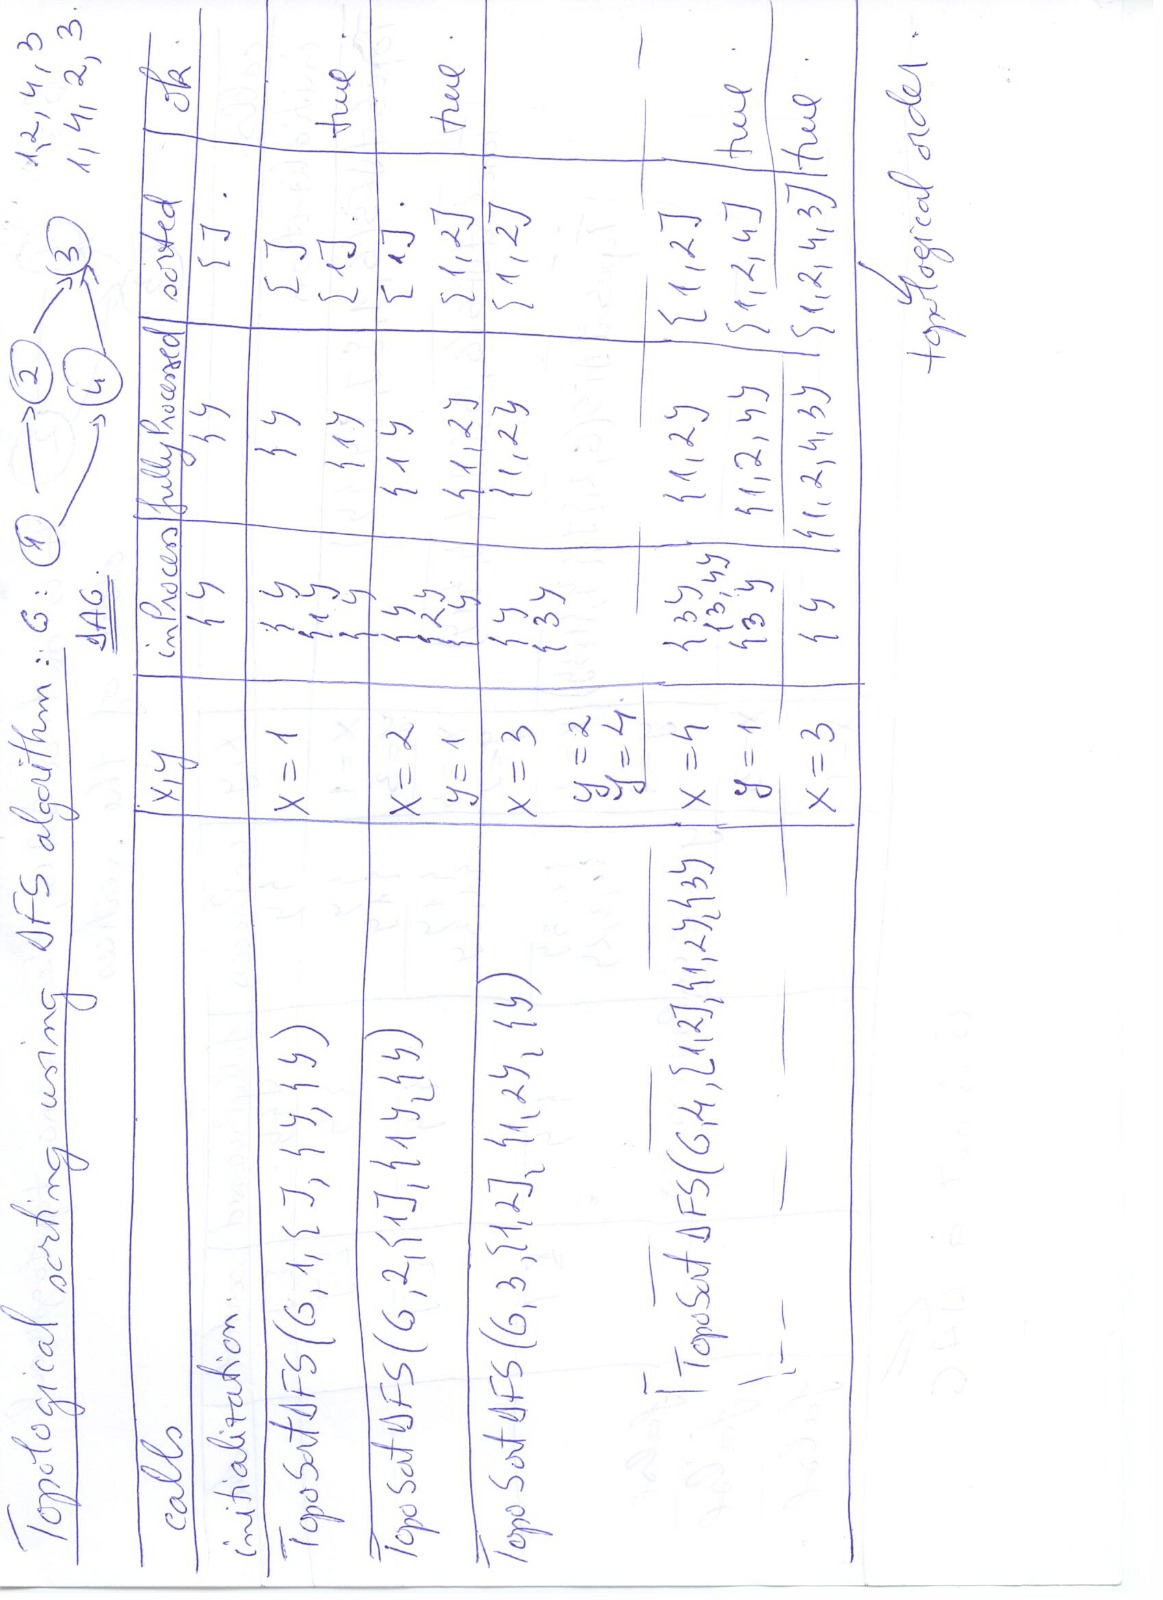 Topological sorting using DFS algorithm: G: 1 2 3 4 1,2,4,3
DAG. 1,4,2,3.
calls x,y inProcess fullyProcessed sorted ok.
initialization. { } { } [ ].
TopoSortDFS(G,1,[ ],{ },{ }) x=1 { } { } [ ]
{1}
{ } {1} [1]. true.
TopoSortDFS(G,2,[1],{1},{ }) x=2 { } {1} [1].
y=1 {2}
{ } {1,2} [1,2] true.
TopoSortDFS(G,3,[1,2],{1,2},{ }) x=3 { } {1,2} [1,2]
{3}
y=2
y=4
TopoSortDFS(G,4,[1,2],{1,2},{3}) x=4 {3} {1,2} [1,2]
{3,4}
y=1 {3} {1,2,4} [1,2,4] true.
x=3 { } {1,2,4,3} [1,2,4,3] true.
topological order.